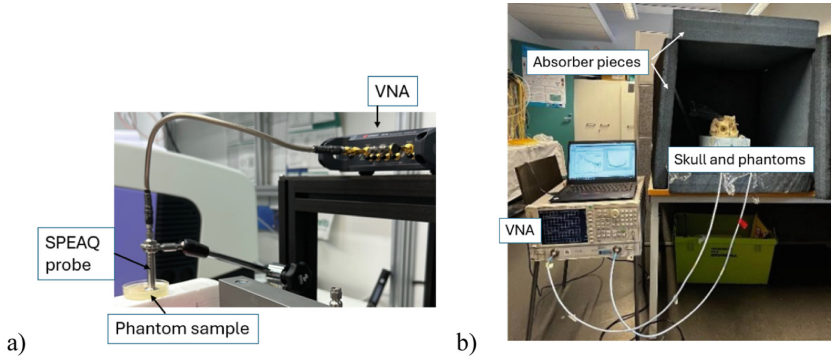 VNA
SPEAQ
probe
Phantom sample
a)
Absorber pieces
Skull and phantoms
VNA
b)